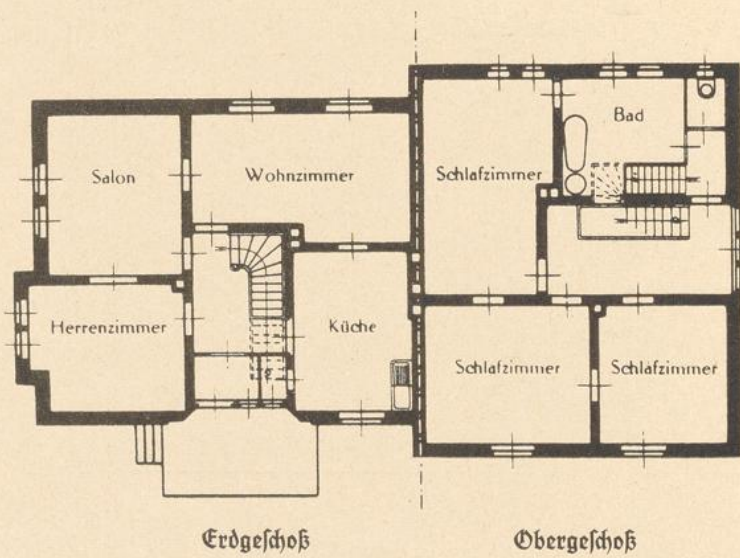 Salon
Wohnzimmer
Herrenzimmer
Küche
Schlafzimmer
Bad
Schlafzimmer
Schlafzimmer
Erdgeschoß
Obergeschoß